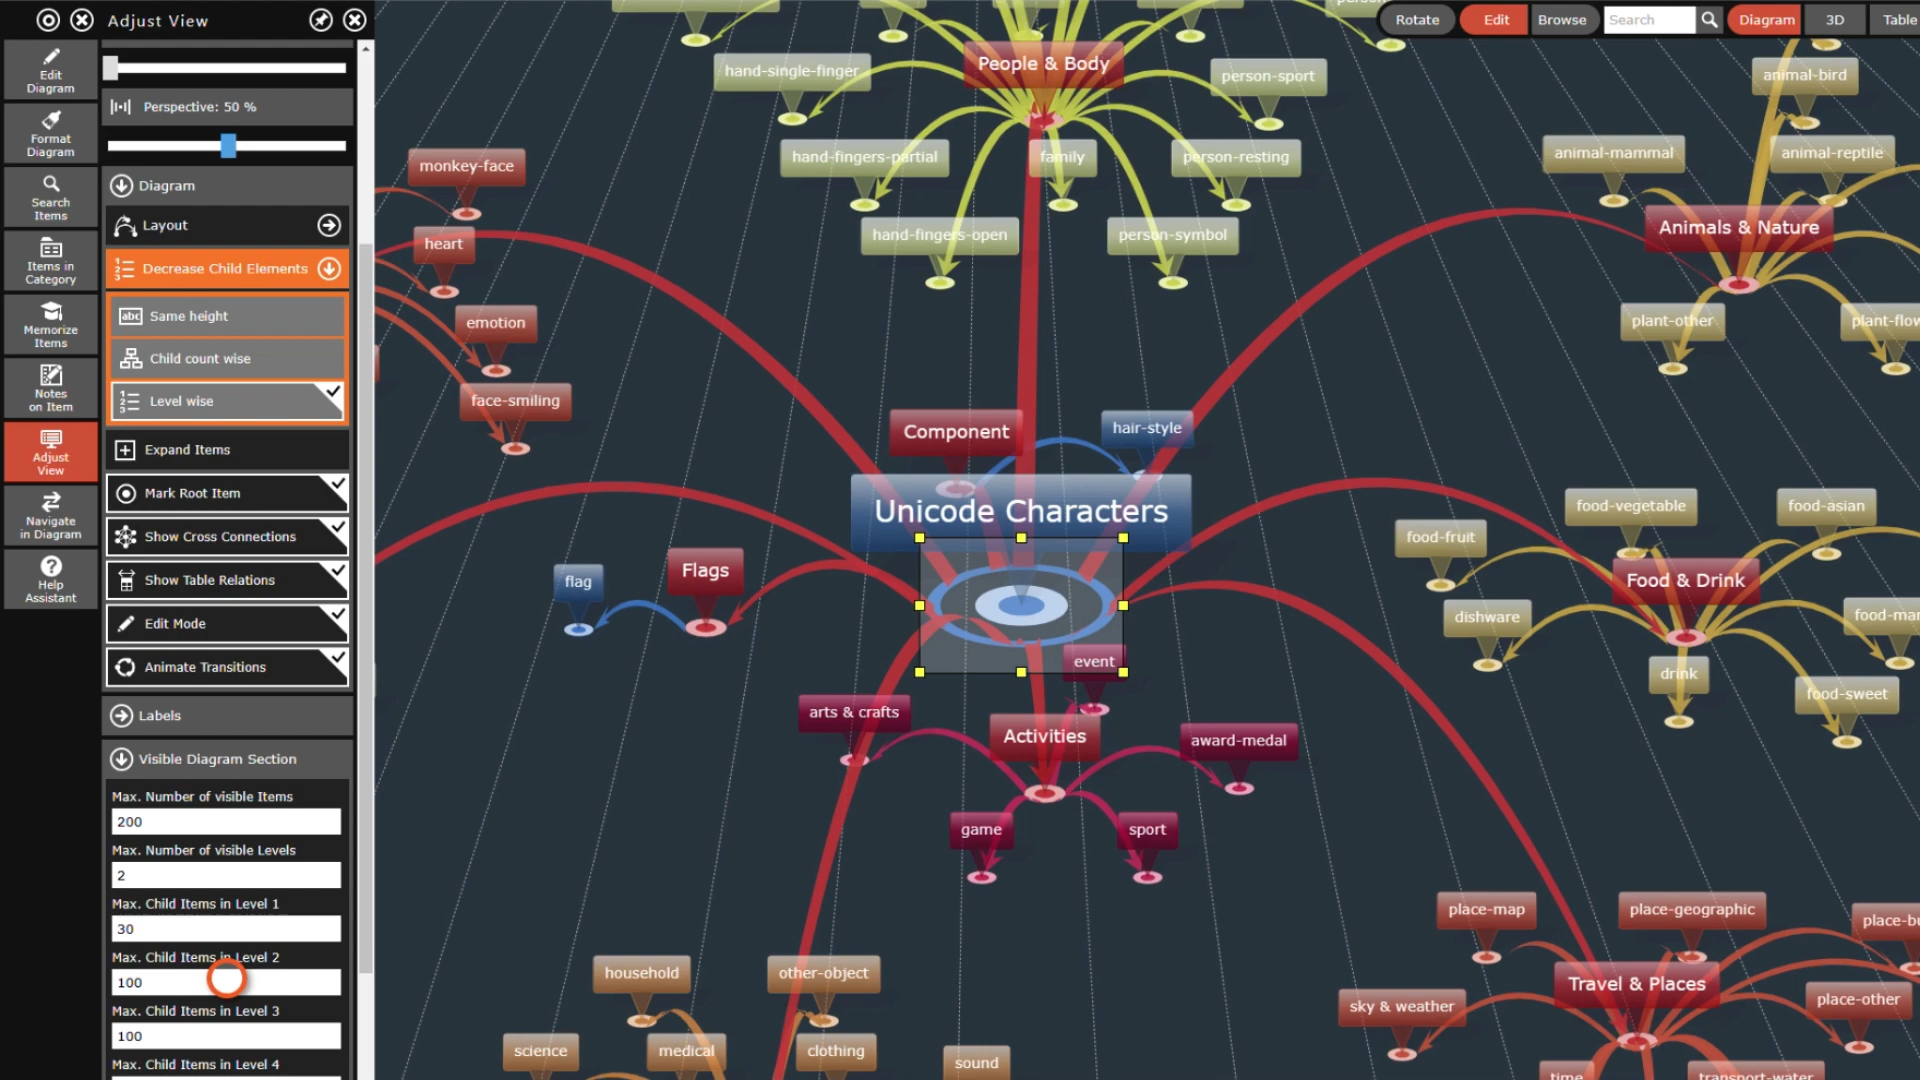 Adjust View
Edit
Diagram
Format
Diagram
Search
Items
Items in
Category
Memorize
Items
Notes
on Item
Adjust
View
Navigate
in Diagram
Help
Assistant
Perspective: 50 %
Diagram
Layout
Decrease Child Elements
abc Same height
Child count wise
Level wise
Expand Items
Mark Root Item
Show Cross Connections
Show Table Relations
Edit Mode
Animate Transitions
Labels
Visible Diagram Section
Max. Number of visible Items
200
Max. Number of visible Levels
2
Max. Child Items in Level 1
30
Max. Child Items in Level 2
100
Max. Child Items in Level 3
100
Max. Child Items in Level 4
Rotate
Edit
Browse
Search
Diagram
3D
Table
People & Body
hand-single-finger
person-sport
hand-fingers-partial
family
person-resting
hand-fingers-open
person-symbol
animal-bird
animal-mammal
animal-reptile
Animals & Nature
plant-other
monkey-face
heart
emotion
face-smiling
Component
hair-style
Unicode Characters
flag
Flags
food-vegetable
food-asian
food-fruit
Food & Drink
dishware
drink
food-sweet
event
arts & crafts
Activities
award-medal
game
sport
place-map
place-geographic
Travel & Places
sky & weather
place-other
household
other-object
science
medical
clothing
sound
time
transport-water